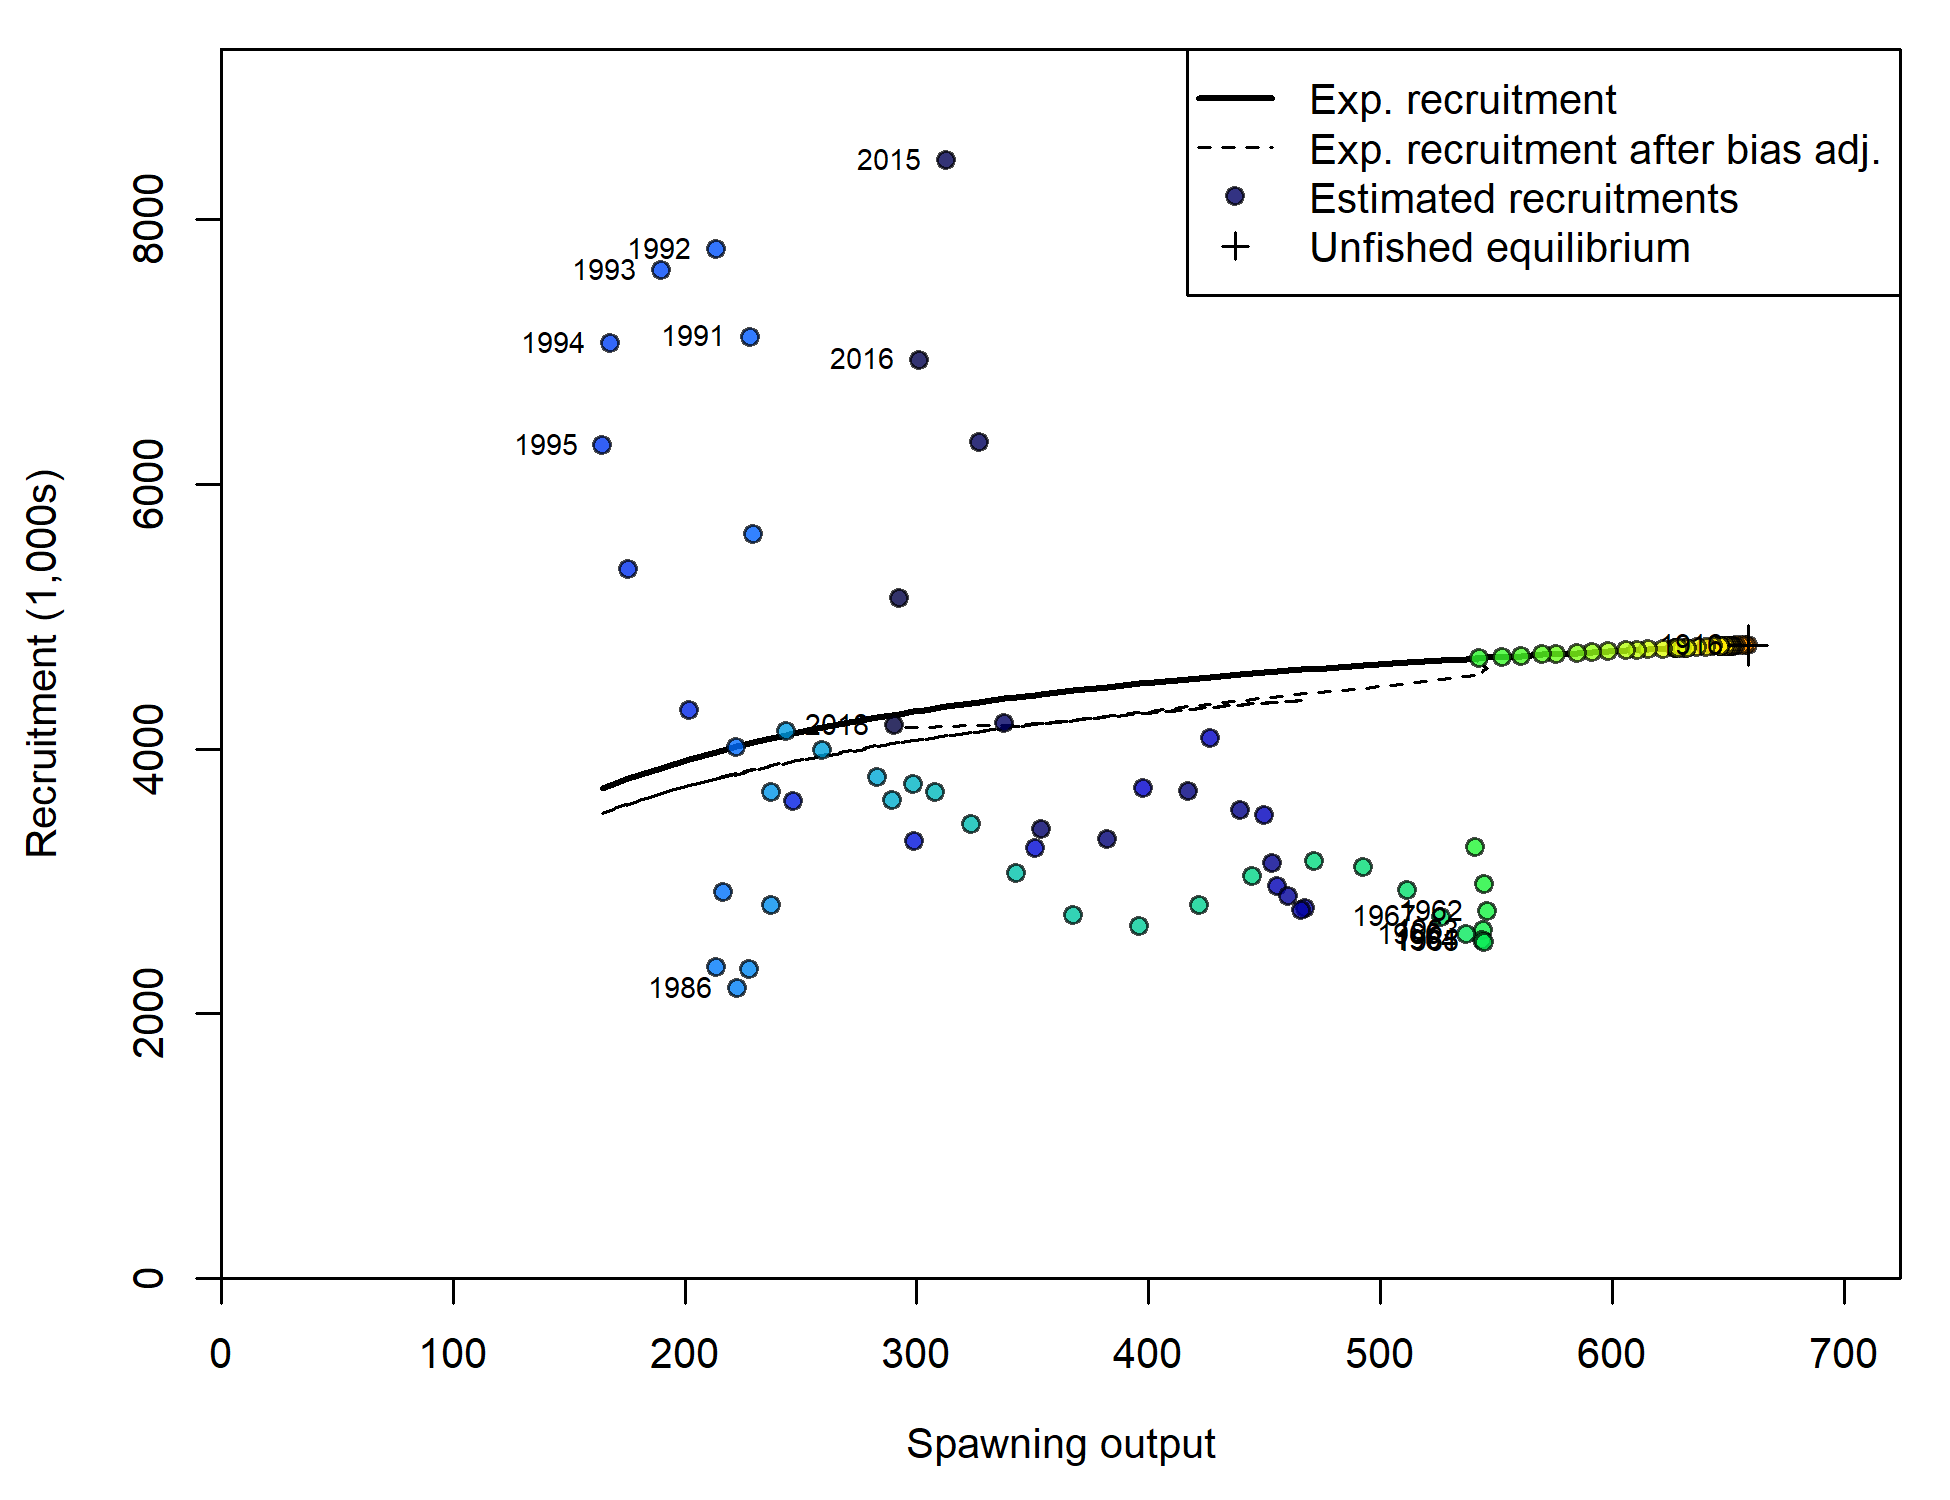 Exp. recruitment
Exp. recruitment after bias adj.
Estimated recruitments
Unfished equilibrium
2015
1992
1993
1994
1991
2016
1995
1916
2018
1967
1962
1986
8000
6000
4000
2000
0
Recruitment (1,000s)
0 100 200 300 400 500 600 700
Spawning output